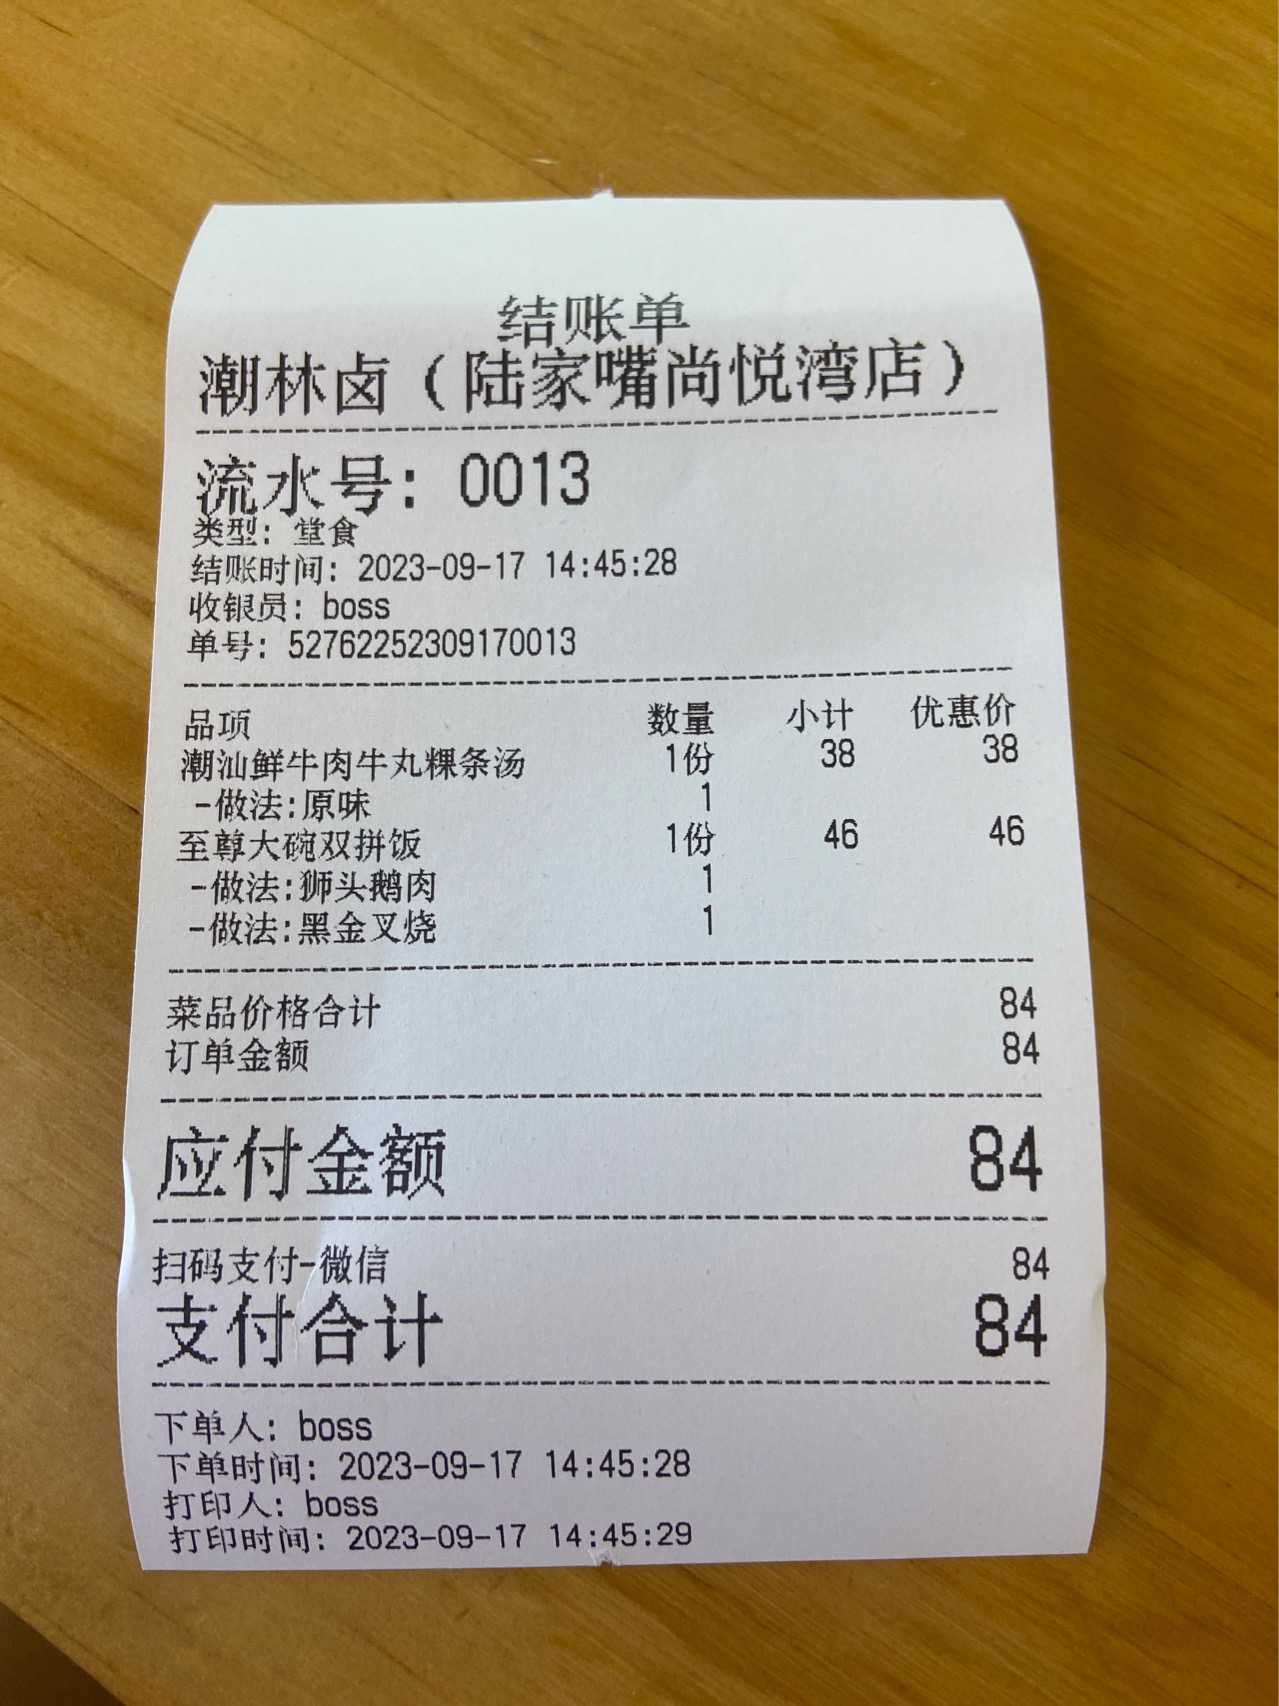 结账单
潮林卤（陆家嘴尚悦湾店）
流水号: 0013
类型: 堂食
结账时间: 2023-09-17 14:45:28
收银员: boss
单号: 52762252309170013
品项 数量 小计 优惠价
潮汕鲜牛肉牛丸粿条汤 1份 38 38
-做法:原味 1
至尊大碗双拼饭 1份 46 46
-做法:狮头鹅肉 1
-做法:黑金叉烧 1
菜品价格合计 84
订单金额 84
应付金额 84
扫码支付-微信 84
支付合计 84
下单人: boss
下单时间: 2023-09-17 14:45:28
打印人: boss
打印时间: 2023-09-17 14:45:29